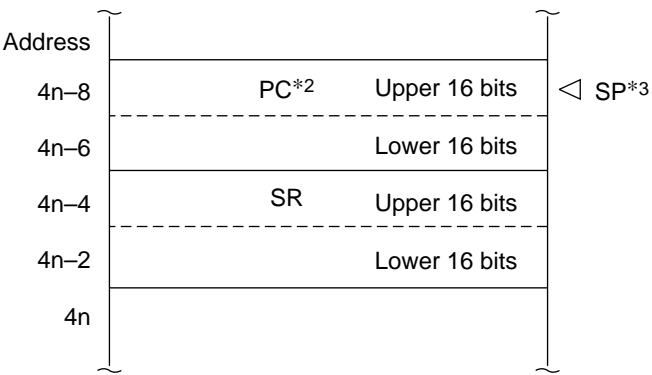 Address
4n–8 PC*2 Upper 16 bits SP*3
4n–6 Lower 16 bits
4n–4 SR Upper 16 bits
4n–2 Lower 16 bits
4n